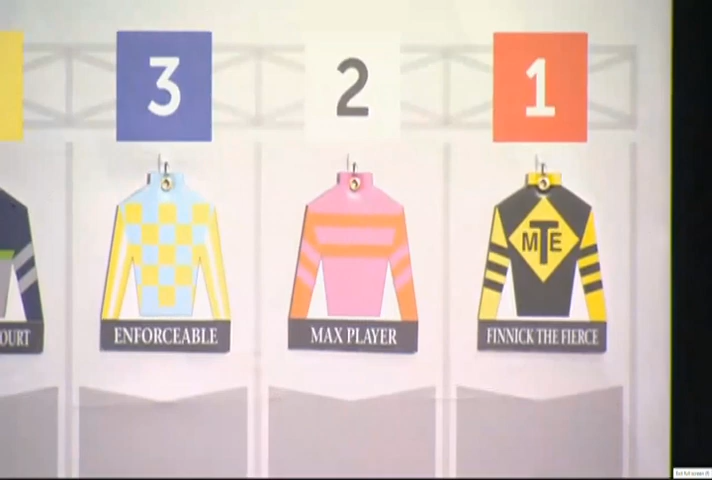 3
2
1
MTE
OURT
ENFORCEABLE
MAX PLAYER
FINNICK THE FIERCE